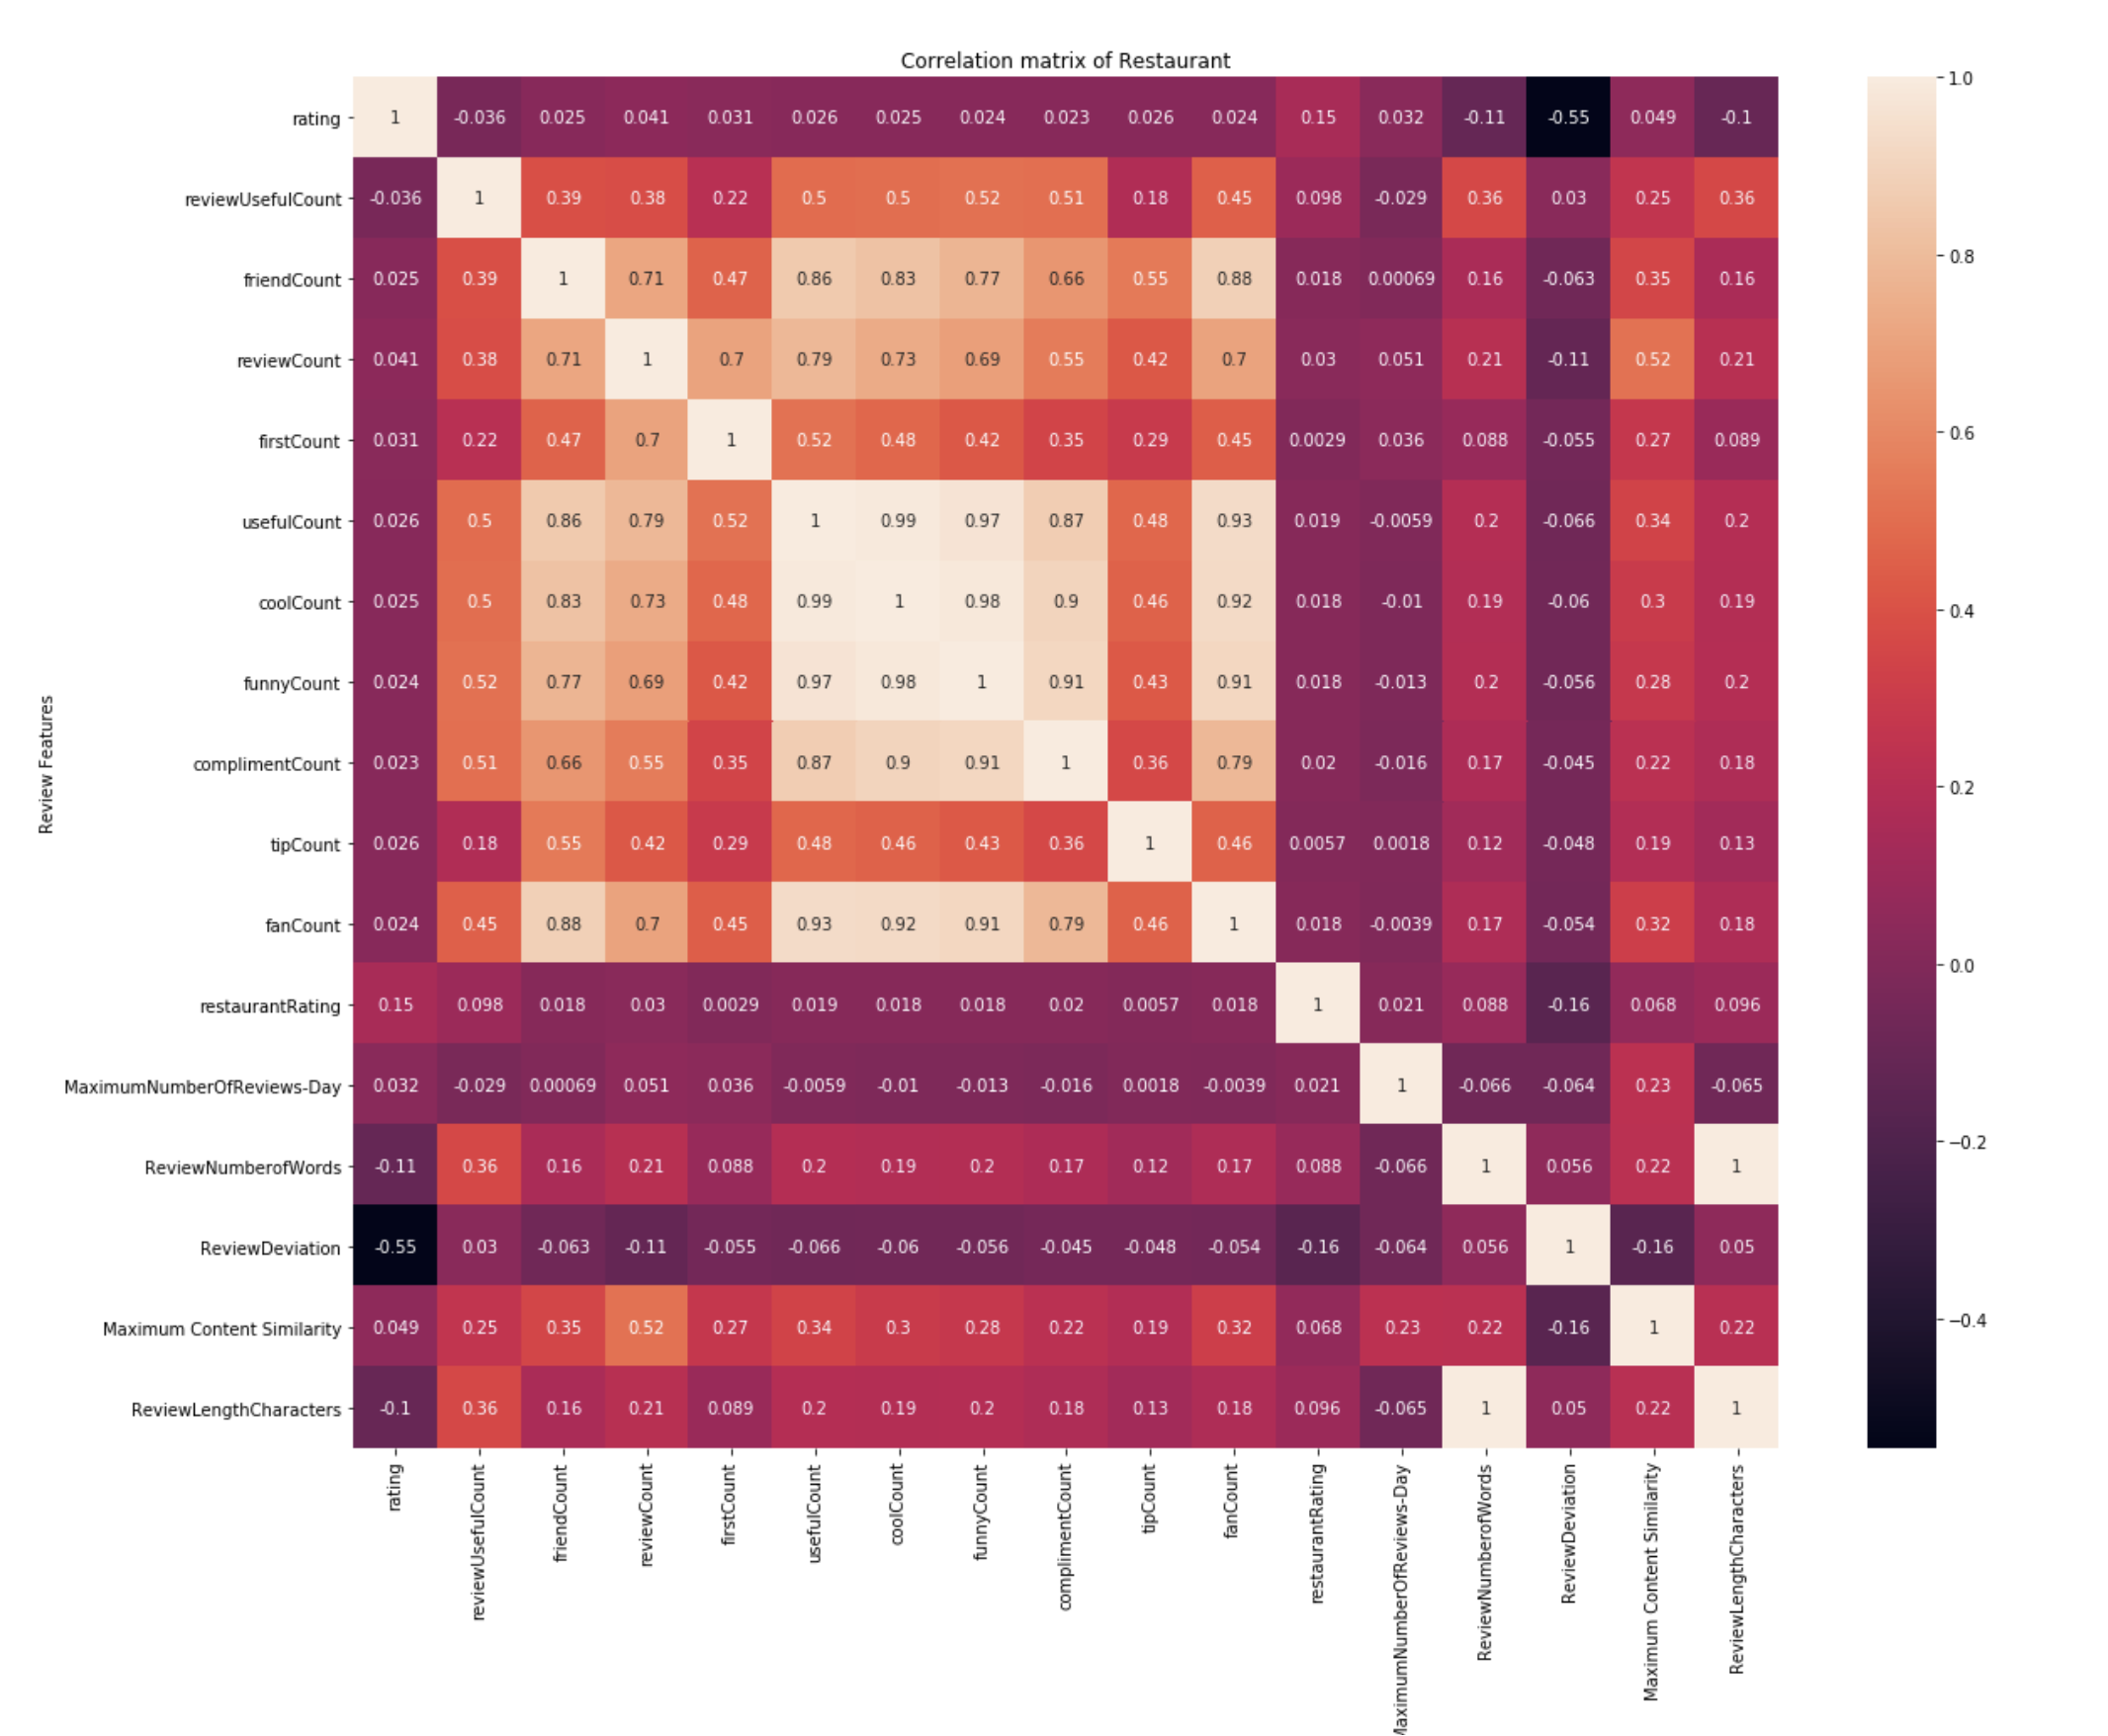 Correlation matrix of Restaurant
Review Features
rating 1 -0.036 0.025 0.041 0.031 0.026 0.025 0.024 0.023 0.026 0.024 0.15 0.032 -0.11 -0.55 0.049 -0.1
reviewUsefulCount -0.036 1 0.39 0.38 0.22 0.5 0.5 0.52 0.51 0.18 0.45 0.098 -0.029 0.36 0.03 0.25 0.36
friendCount 0.025 0.39 1 0.71 0.47 0.86 0.83 0.77 0.66 0.55 0.88 0.018 0.00069 0.16 -0.063 0.35 0.16
reviewCount 0.041 0.38 0.71 1 0.7 0.79 0.73 0.69 0.55 0.42 0.7 0.03 0.051 0.21 -0.11 0.52 0.21
firstCount 0.031 0.22 0.47 0.7 1 0.52 0.48 0.42 0.35 0.29 0.45 0.0029 0.036 0.088 -0.055 0.27 0.089
usefulCount 0.026 0.5 0.86 0.79 0.52 1 0.99 0.97 0.87 0.48 0.93 0.019 -0.0059 0.2 -0.066 0.34 0.2
coolCount 0.025 0.5 0.83 0.73 0.48 0.99 1 0.98 0.9 0.46 0.92 0.018 -0.01 0.19 -0.06 0.3 0.19
funnyCount 0.024 0.52 0.77 0.69 0.42 0.97 0.98 1 0.91 0.43 0.91 0.018 -0.013 0.2 -0.056 0.28 0.2
complimentCount 0.023 0.51 0.66 0.55 0.35 0.87 0.9 0.91 1 0.36 0.79 0.02 -0.016 0.17 -0.045 0.22 0.18
tipCount 0.026 0.18 0.55 0.42 0.29 0.48 0.46 0.43 0.36 1 0.46 0.0057 0.0018 0.12 -0.048 0.19 0.13
fanCount 0.024 0.45 0.88 0.7 0.45 0.93 0.92 0.91 0.79 0.46 1 0.018 -0.0039 0.17 -0.054 0.32 0.18
restaurantRating 0.15 0.098 0.018 0.03 0.0029 0.019 0.018 0.018 0.02 0.0057 0.018 1 0.021 0.088 -0.16 0.068 0.096
MaximumNumberOfReviews-Day 0.032 -0.029 0.00069 0.051 0.036 -0.0059 -0.01 -0.013 -0.016 0.0018 -0.0039 0.021 1 -0.066 -0.064 0.23 -0.065
ReviewNumberofWords -0.11 0.36 0.16 0.21 0.088 0.2 0.19 0.2 0.17 0.12 0.17 0.088 -0.066 1 0.056 0.22 1
ReviewDeviation -0.55 0.03 -0.063 -0.11 -0.055 -0.066 -0.06 -0.056 -0.045 -0.048 -0.054 -0.16 -0.064 0.056 1 -0.16 0.05
Maximum Content Similarity 0.049 0.25 0.35 0.52 0.27 0.34 0.3 0.28 0.22 0.19 0.32 0.068 0.23 0.22 -0.16 1 0.22
ReviewLengthCharacters -0.1 0.36 0.16 0.21 0.089 0.2 0.19 0.2 0.18 0.13 0.18 0.096 -0.065 1 0.05 0.22 1
rating
reviewUsefulCount
friendCount
reviewCount
firstCount
usefulCount
coolCount
funnyCount
complimentCount
tipCount
fanCount
restaurantRating
aximumNumberOfReviews-Day
ReviewNumberofWords
ReviewDeviation
Maximum Content Similarity
ReviewLengthCharacters
1.0
0.8
0.6
0.4
0.2
0.0
−0.2
−0.4